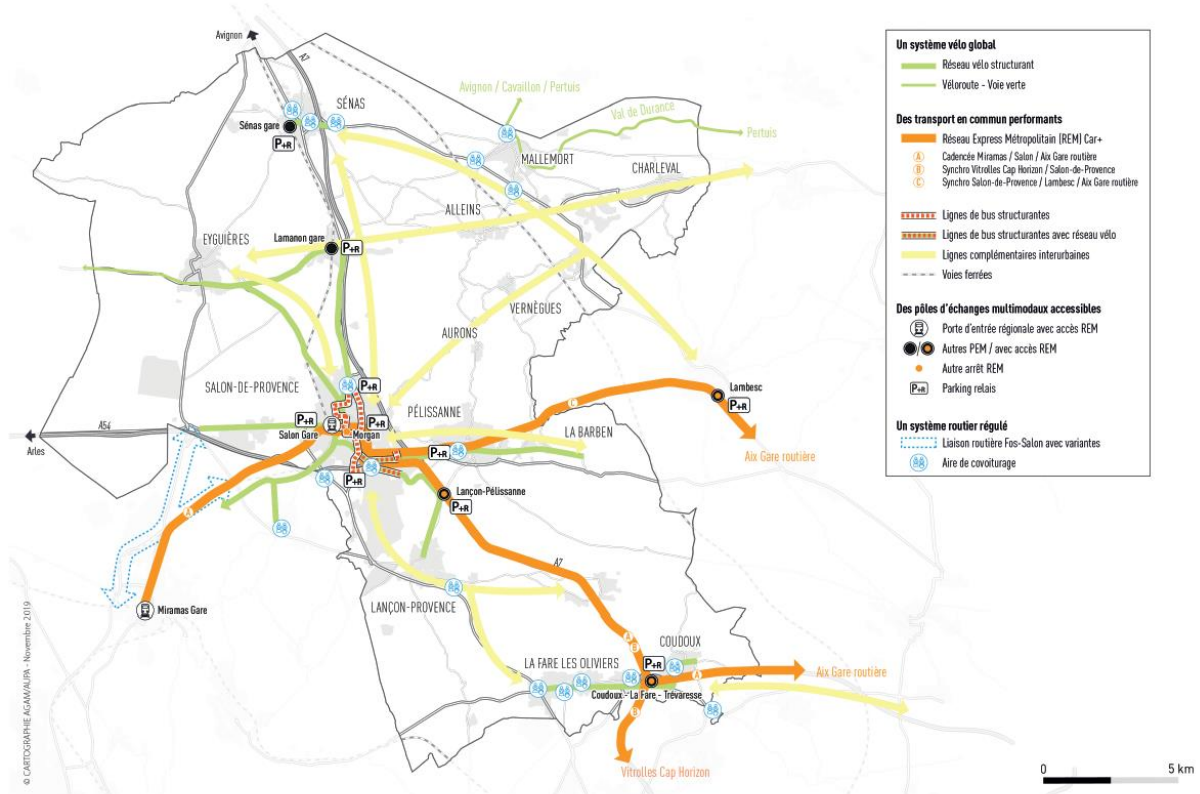 Avignon
A7
SÉNAS
Sénas gare
P+R
Avignon / Cavaillon / Pertuis
Val de Durance
Pertuis
MALLEMORT
CHARLEVAL
ALLEINS
EYGUIÈRES
Lamanon gare
P+R
VERNÈGUES
AURONS
SALON-DE-PROVENCE
P+R
PÉLISSANNE
C
Lambesc
P+R
A54
Arles
P+R
Salon Gare
Morgan
P+R
LA BARBEN
Aix Gare routière
P+R
P+R
Lançon-Pélissanne
P+R
A
A7
Miramas Gare
LANÇON-PROVENCE
A
B
COUDOUX
LA FARE LES OLIVIERS
P+R
A
Aix Gare routière
Coudoux - La Fare - Trévaresse
B
Vitrolles Cap Horizon
© CARTOGRAPHIE AGAM/AUPA - Novembre 2019
Un système vélo global
Réseau vélo structurant
Véloroute - Voie verte
Des transport en commun performants
Réseau Express Métropolitain (REM) Car+
A Cadencée Miramas / Salon / Aix Gare routière
B Synchro Vitrolles Cap Horizon / Salon-de-Provence
C Synchro Salon-de-Provence / Lambesc / Aix Gare routière
Lignes de bus structurantes
Lignes de bus structurantes avec réseau vélo
Lignes complémentaires interurbaines
Voies ferrées
Des pôles d'échanges multimodaux accessibles
Porte d'entrée régionale avec accès REM
/ Autres PEM / avec accès REM
Autre arrêt REM
P+R Parking relais
Un système routier régulé
Liaison routière Fos-Salon avec variantes
Aire de covoiturage
0 5 km